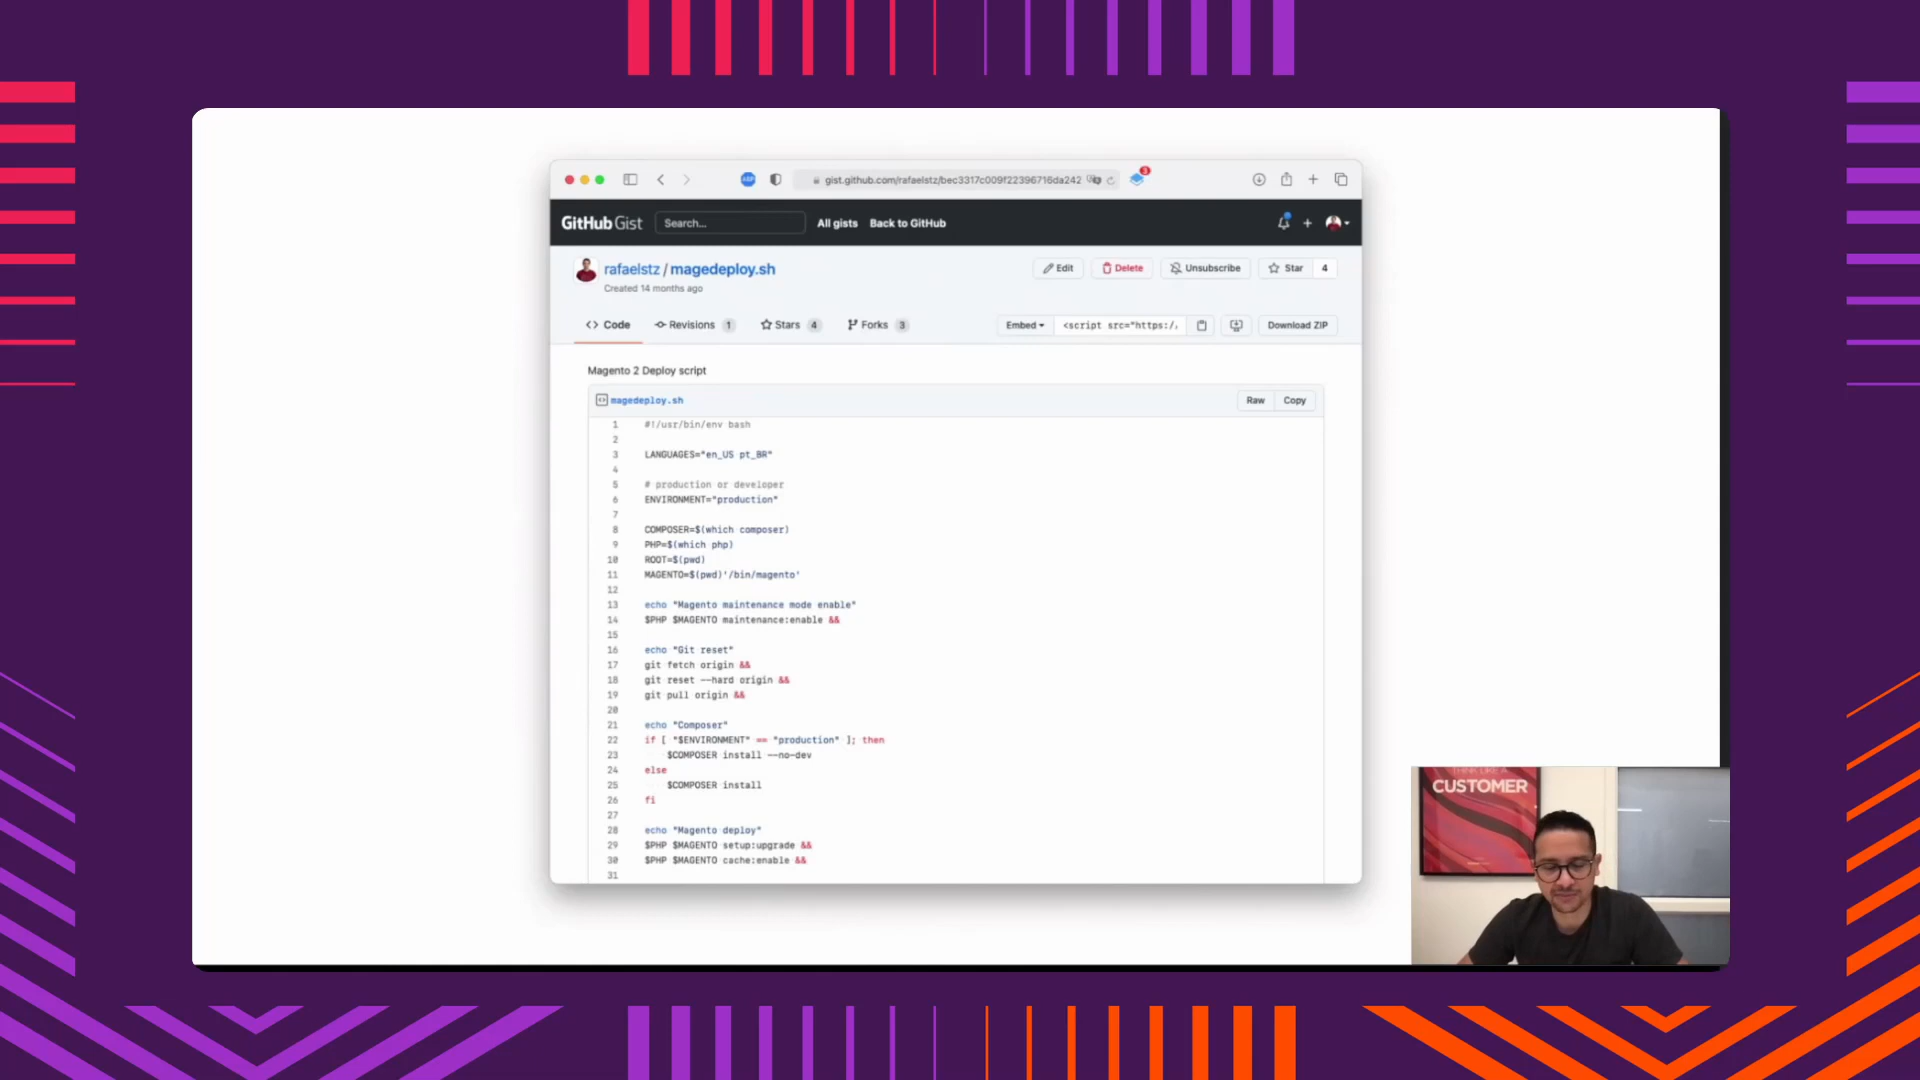 gist.github.com/rafaelstz/bec3317c009f22396716da242
3
GitHub Gist
Search...
All gists
Back to GitHub
rafaelstz / magedeploy.sh
Created 14 months ago
Edit
Delete
Unsubscribe
Star
4
Code
Revisions 1
Stars 4
Forks 3
Embed
<script src="https:/
Download ZIP
Magento 2 Deploy script
magedeploy.sh
Raw
Copy
1 #!/usr/bin/env bash
2
3 LANGUAGES="en_US pt_BR"
4
5 # production or developer
6 ENVIRONMENT="production"
7
8 COMPOSER=$(which composer)
9 PHP=$(which php)
10 ROOT=$(pwd)
11 MAGENTO=$(pwd)'/bin/magento'
12
13 echo "Magento maintenance mode enable"
14 $PHP $MAGENTO maintenance:enable &&
15
16 echo "Git reset"
17 git fetch origin &&
18 git reset --hard origin &&
19 git pull origin &&
20
21 echo "Composer"
22 if [ "$ENVIRONMENT" == "production" ]; then
23 $COMPOSER install --no-dev
24 else
25 $COMPOSER install
26 fi
27
28 echo "Magento deploy"
29 $PHP $MAGENTO setup:upgrade &&
30 $PHP $MAGENTO cache:enable &&
31
THINK LIKE A
CUSTOMER